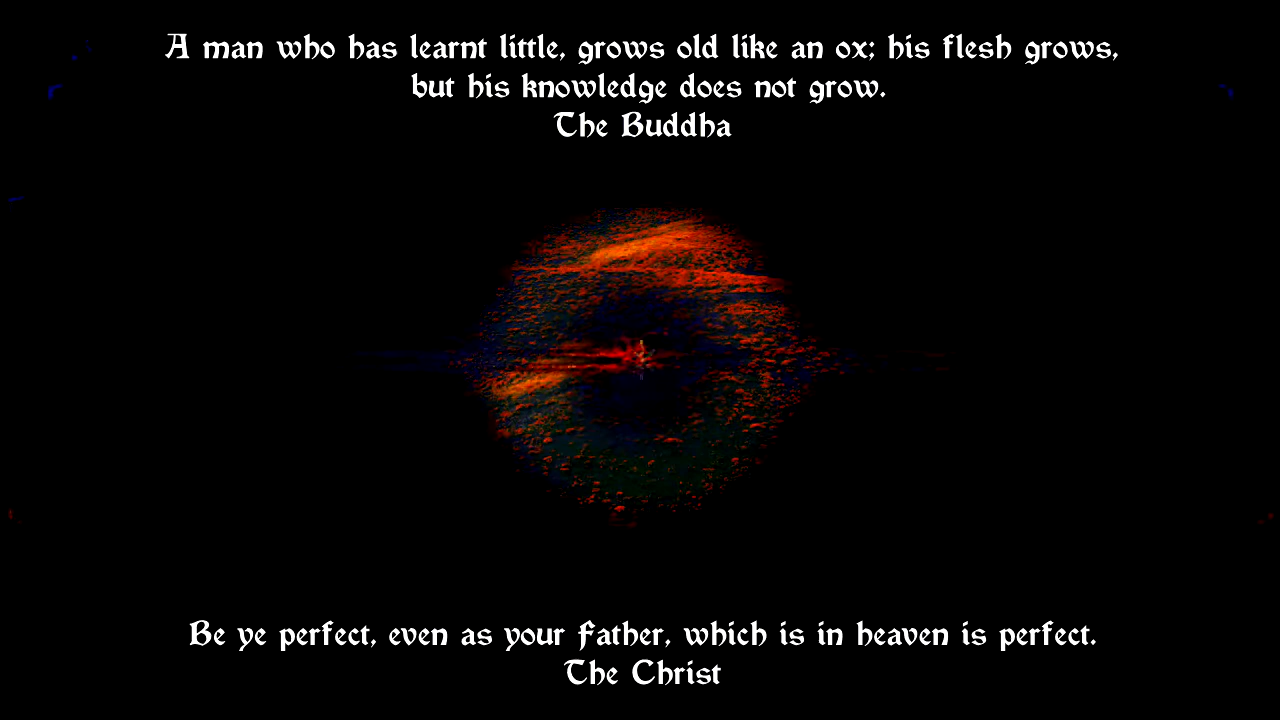 A man who has learnt little, grows old like an ox; his flesh grows,
but his knowledge does not grow.
The Buddha
Be ye perfect, even as your Father, which is in heaven is perfect.
The Christ